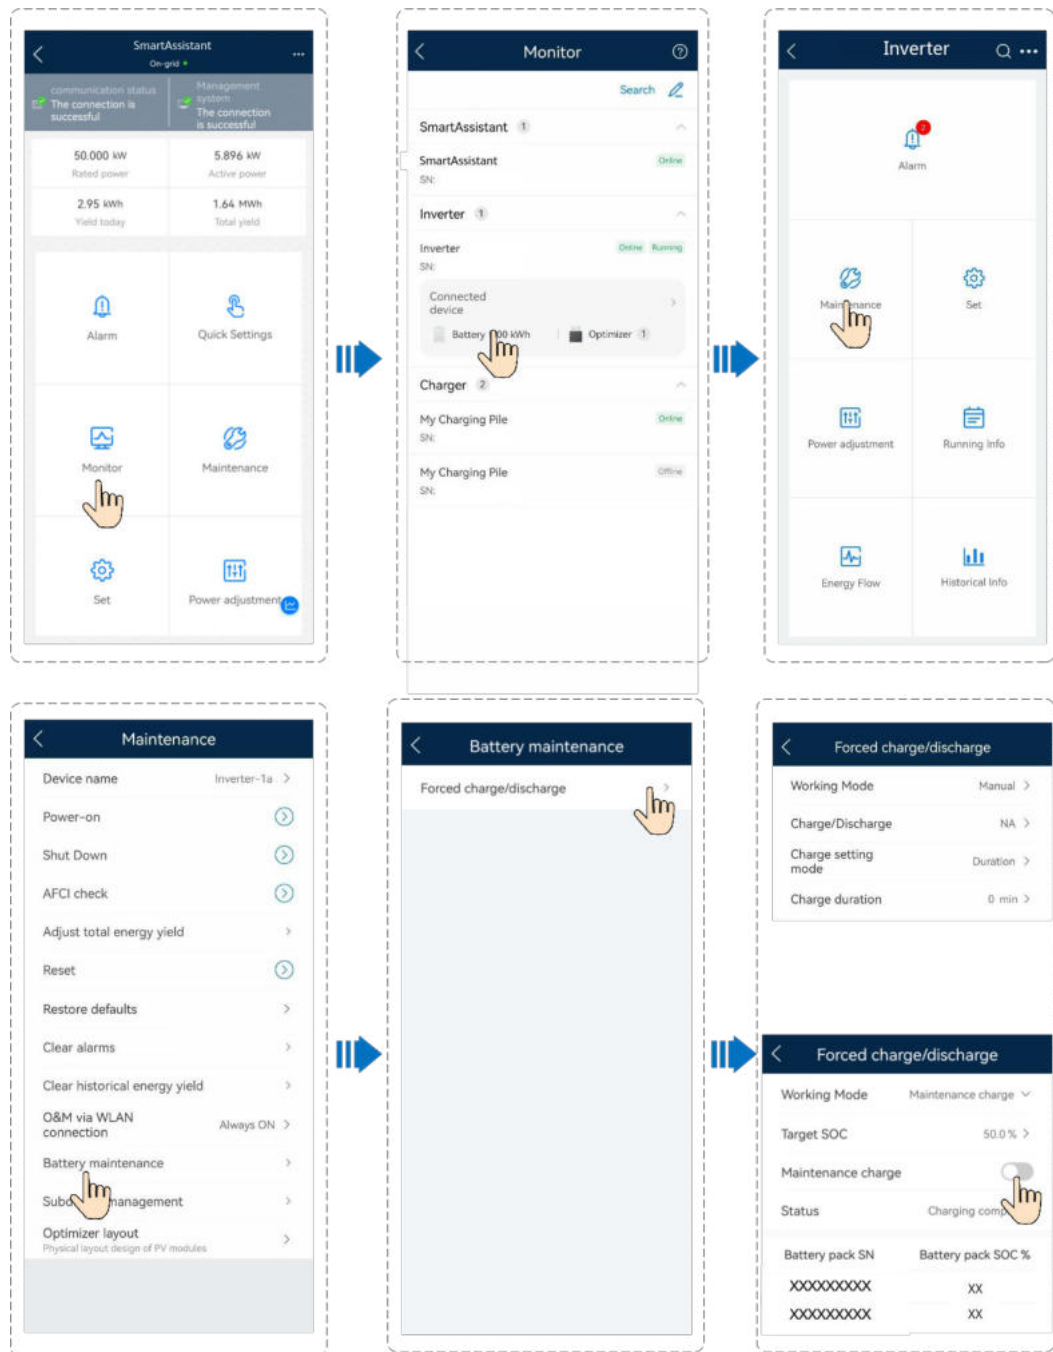 SmartAssistant
On-grid
communication status
The connection is
successful
Management
system
The connection
is successful
50.000 kW
Rated power
5.896 kW
Active power
2.95 kWh
Yield today
1.64 MWh
Total yield
Alarm
Quick Settings
Monitor
Maintenance
Set
Power adjustment
Monitor
Search
SmartAssistant 1
SmartAssistant
Online
SN:
Inverter 1
Inverter
Online Running
SN:
Connected
device
Battery
kWh
Optimizer 1
Charger 2
My Charging Pile
Online
SN:
My Charging Pile
Offline
SN:
Inverter
2
Alarm
Maintenance
Set
Power adjustment
Running Info
Energy Flow
Historical Info
Maintenance
Device name
Inverter-1a
Power-on
Shut Down
AFCI check
Adjust total energy yield
Reset
Restore defaults
Clear alarms
Clear historical energy yield
O&M via WLAN
connection
Always ON
Battery maintenance
management
Optimizer layout
Physical layout design of PV modules
Battery maintenance
Forced charge/discharge
Forced charge/discharge
Working Mode
Manual
Charge/Discharge
NA
Charge setting
mode
Duration
Charge duration
0 min
Forced charge/discharge
Working Mode
Maintenance charge
Target SOC
50.0 %
Maintenance charge
Status
Charging
Battery pack SN
Battery pack SOC %
XXXXXXXXX
XX
XXXXXXXXX
XX